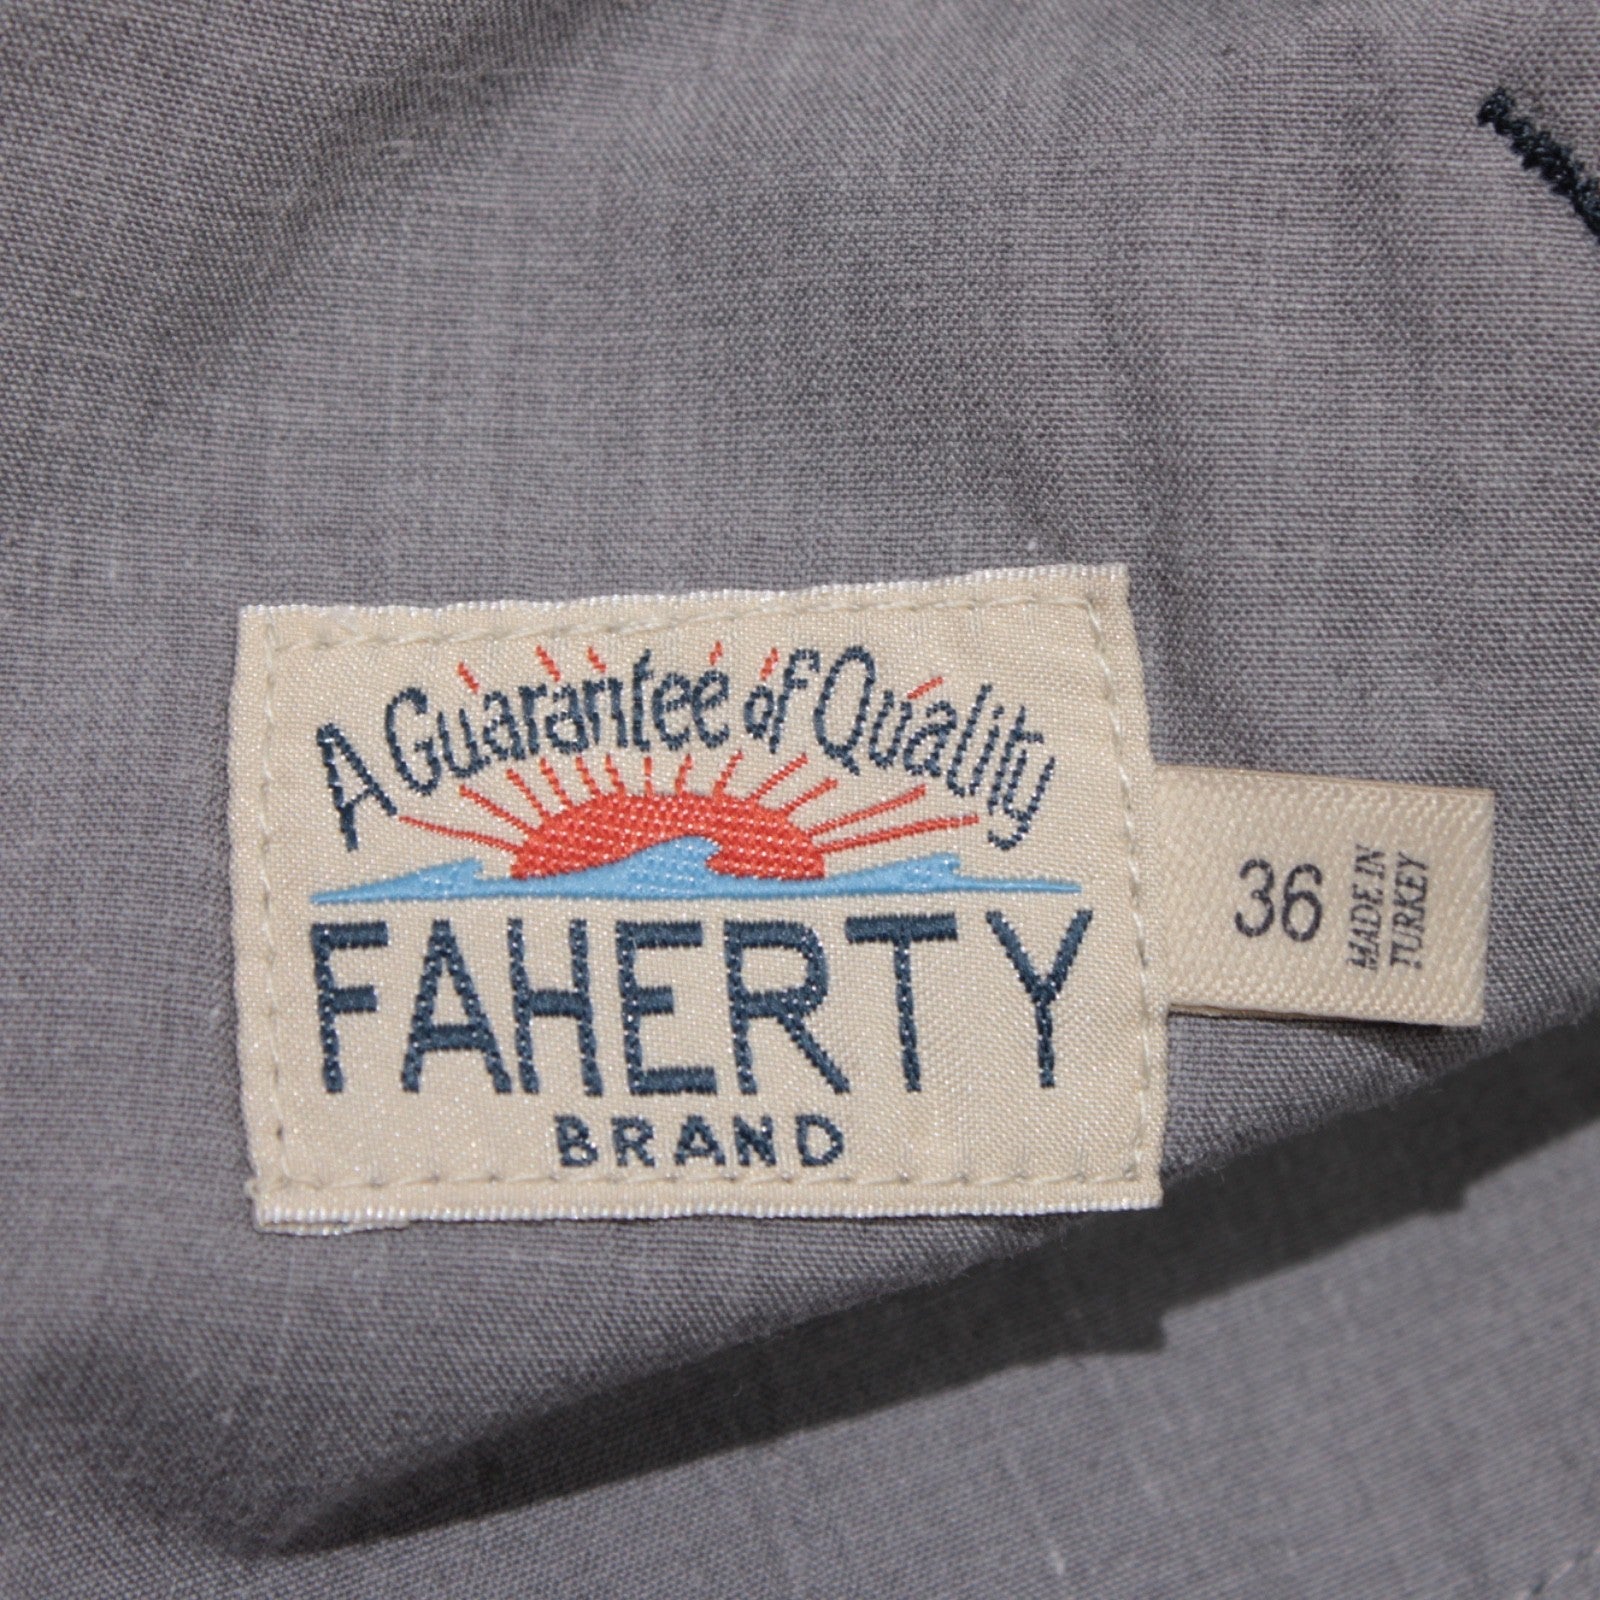 A Guarantee of Quality
FAHERTY
BRAND
36
MADE IN
TURKEY